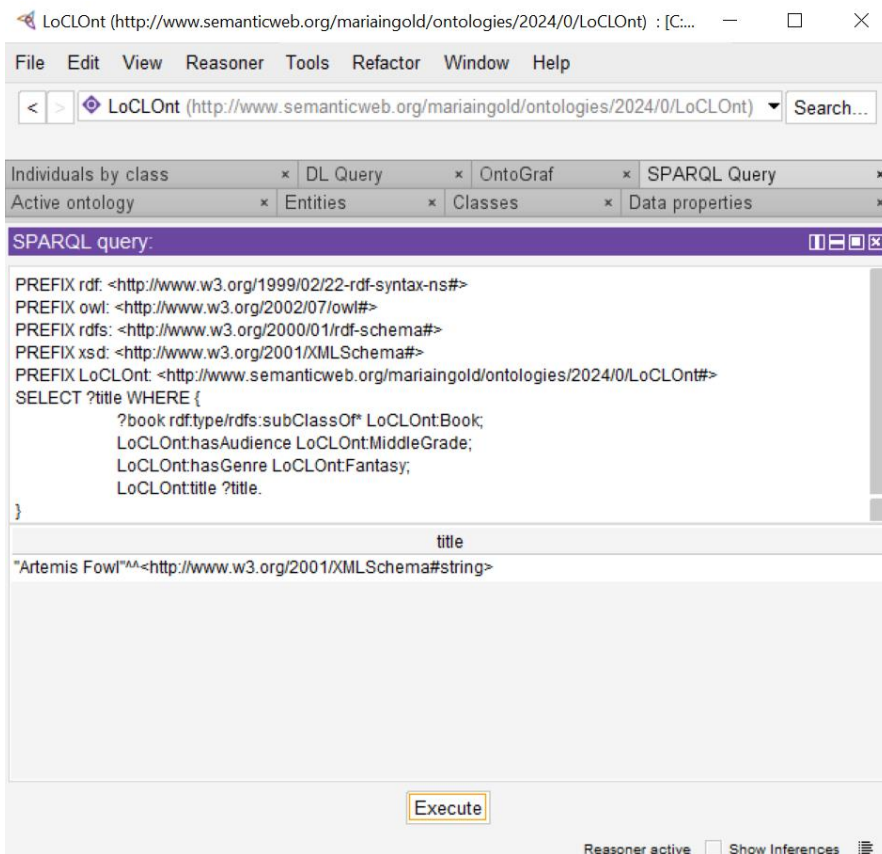 LoCLOnt (http://www.semanticweb.org/mariaingold/ontologies/2024/0/LoCLOnt) : [C:...
File Edit View Reasoner Tools Refactor Window Help
< > LoCLOnt (http://www.semanticweb.org/mariaingold/ontologies/2024/0/LoCLOnt) Search...
Individuals by class × DL Query × OntoGraf × SPARQL Query ×
Active ontology × Entities × Classes × Data properties ×
SPARQL query:
PREFIX rdf: <http://www.w3.org/1999/02/22-rdf-syntax-ns#>
PREFIX owl: <http://www.w3.org/2002/07/owl#>
PREFIX rdfs: <http://www.w3.org/2000/01/rdf-schema#>
PREFIX xsd: <http://www.w3.org/2001/XMLSchema#>
PREFIX LoCLOnt: <http://www.semanticweb.org/mariaingold/ontologies/2024/0/LoCLOnt#>
SELECT ?title WHERE {
?book rdf:type/rdfs:subClassOf* LoCLOnt:Book;
LoCLOnt:hasAudience LoCLOnt:MiddleGrade;
LoCLOnt:hasGenre LoCLOnt:Fantasy;
LoCLOnt:title ?title.
}
title
"Artemis Fowl"^^<http://www.w3.org/2001/XMLSchema#string>
Execute
Reasoner active Show Inferences